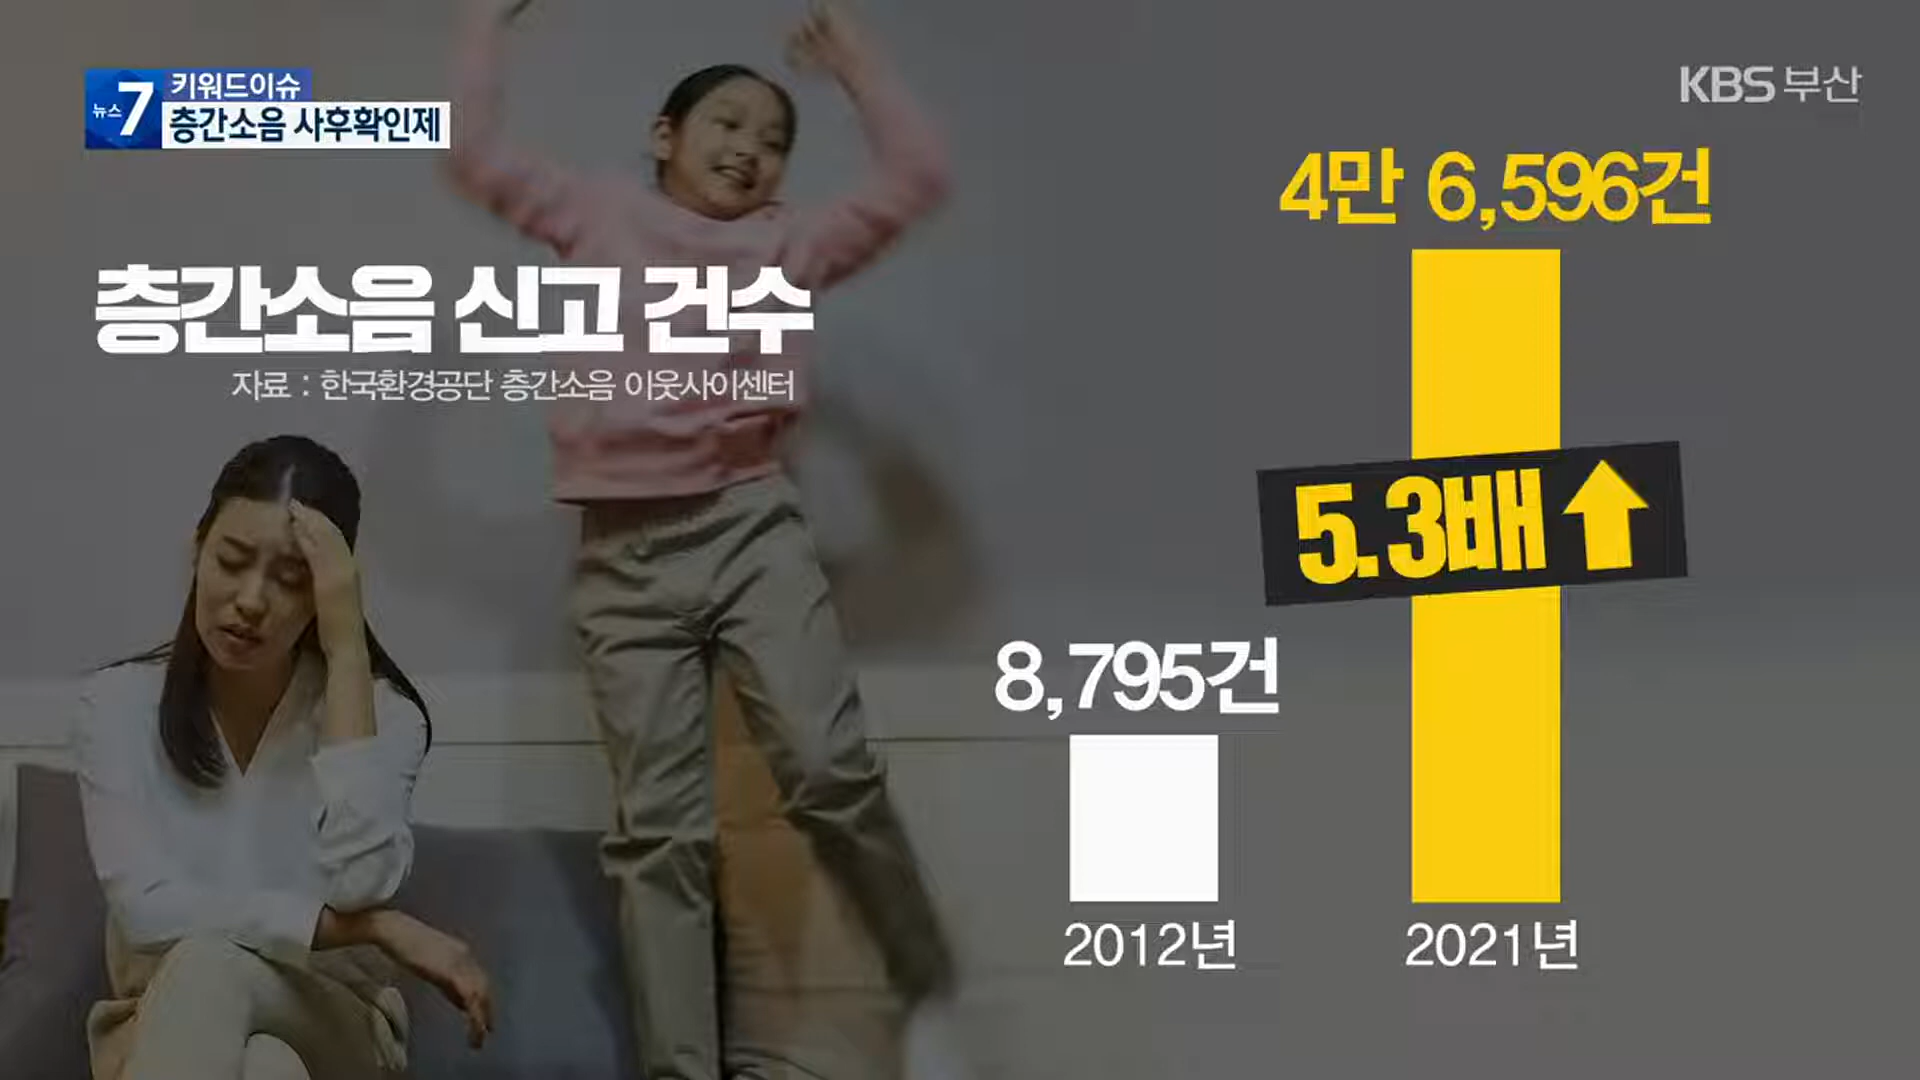 뉴스 7
키워드이슈
층간소음 사후확인제
KBS 부산
층간소음 신고 건수
자료 : 한국환경공단 층간소음 이웃사이센터
4만 6,596건
5.3배
8,795건
2012년
2021년